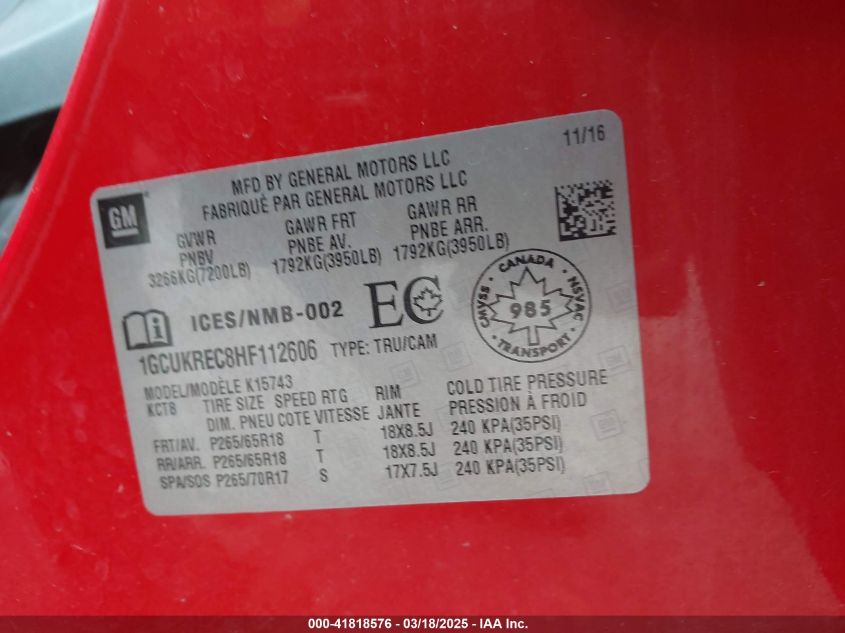 11/16
GM
MFD BY GENERAL MOTORS LLC
FABRIQUÉ PAR GENERAL MOTORS LLC
GVWR GAWR FRT GAWR RR
PNBV PNBE AV. PNBE ARR.
3266KG(7200LB) 1792KG(3950LB) 1792KG(3950LB)
ICES/NMB-002 EC
CANADA
CMVSS 985 NSVAC
TRANSPORT
1GCUKREC8HF112606 TYPE: TRU/CAM
MODEL/MODÈLE K15743
KCT8 TIRE SIZE SPEED RTG RIM COLD TIRE PRESSURE
DIM. PNEU COTE VITESSE JANTE PRESSION À FROID
FRT/AV. P265/65R18 T 18X8.5J 240 KPA(35PSI)
RR/ARR. P265/65R18 T 18X8.5J 240 KPA(35PSI)
SPA/SOS P265/70R17 S 17X7.5J 240 KPA(35PSI)
000-41818576 - 03/18/2025 - IAA Inc.